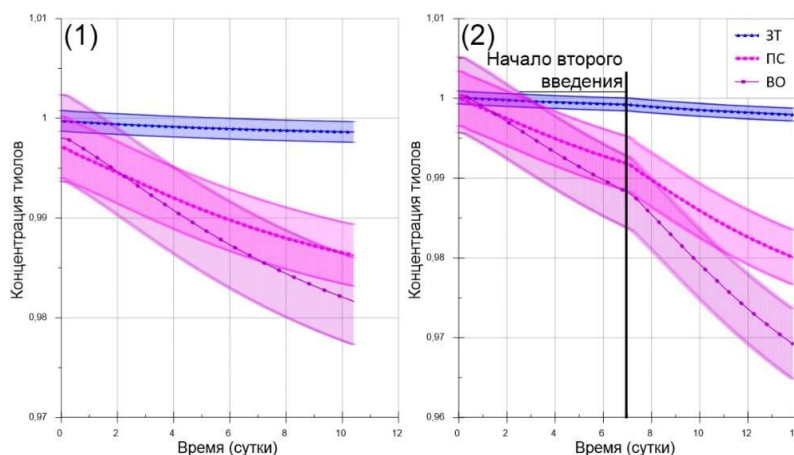 (1)
1,01
1
0,99
0,98
0,97
Концентрация тиолов
0 2 4 6 8 10 12
Время (сутки)
(2)
Начало второго
введения
ЗТ
ПС
ВО
1,01
1
0,99
0,98
0,97
0,96
Концентрация тиолов
0 2 4 6 8 10 12
Время (сутки)